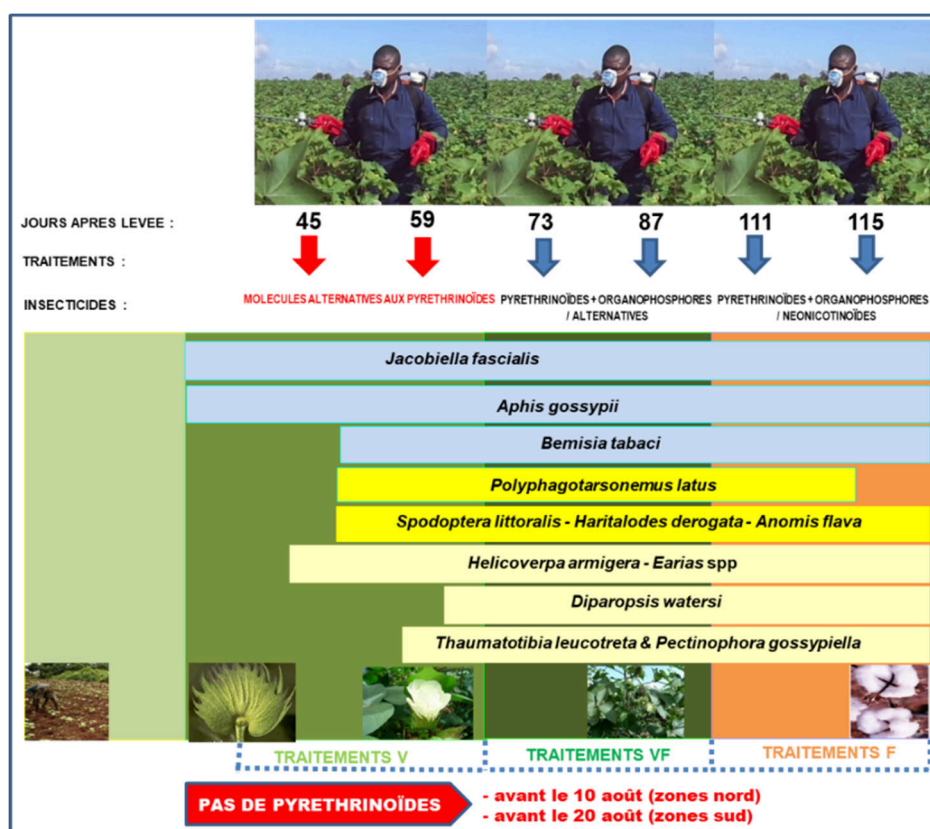 JOURS APRES LEVEE :
45 59 73 87 111 115
TRAITEMENTS :
INSECTICIDES :
MOLECULES ALTERNATIVES AUX PYRETHRINOÏDES
PYRETHRINOÏDES + ORGANOPHOSPHORES
/ ALTERNATIVES
PYRETHRINOÏDES + ORGANOPHOSPHORES
/ NEONICOTINOÏDES
Jacobiella fascialis
Aphis gossypii
Bemisia tabaci
Polyphagotarsonemus latus
Spodoptera littoralis - Haritalodes derogata - Anomis flava
Helicoverpa armigera - Earias spp
Diparopsis watersi
Thaumatotibia leucotreta & Pectinophora gossypiella
TRAITEMENTS V
TRAITEMENTS VF
TRAITEMENTS F
PAS DE PYRETHRINOÏDES
- avant le 10 août (zones nord)
- avant le 20 août (zones sud)